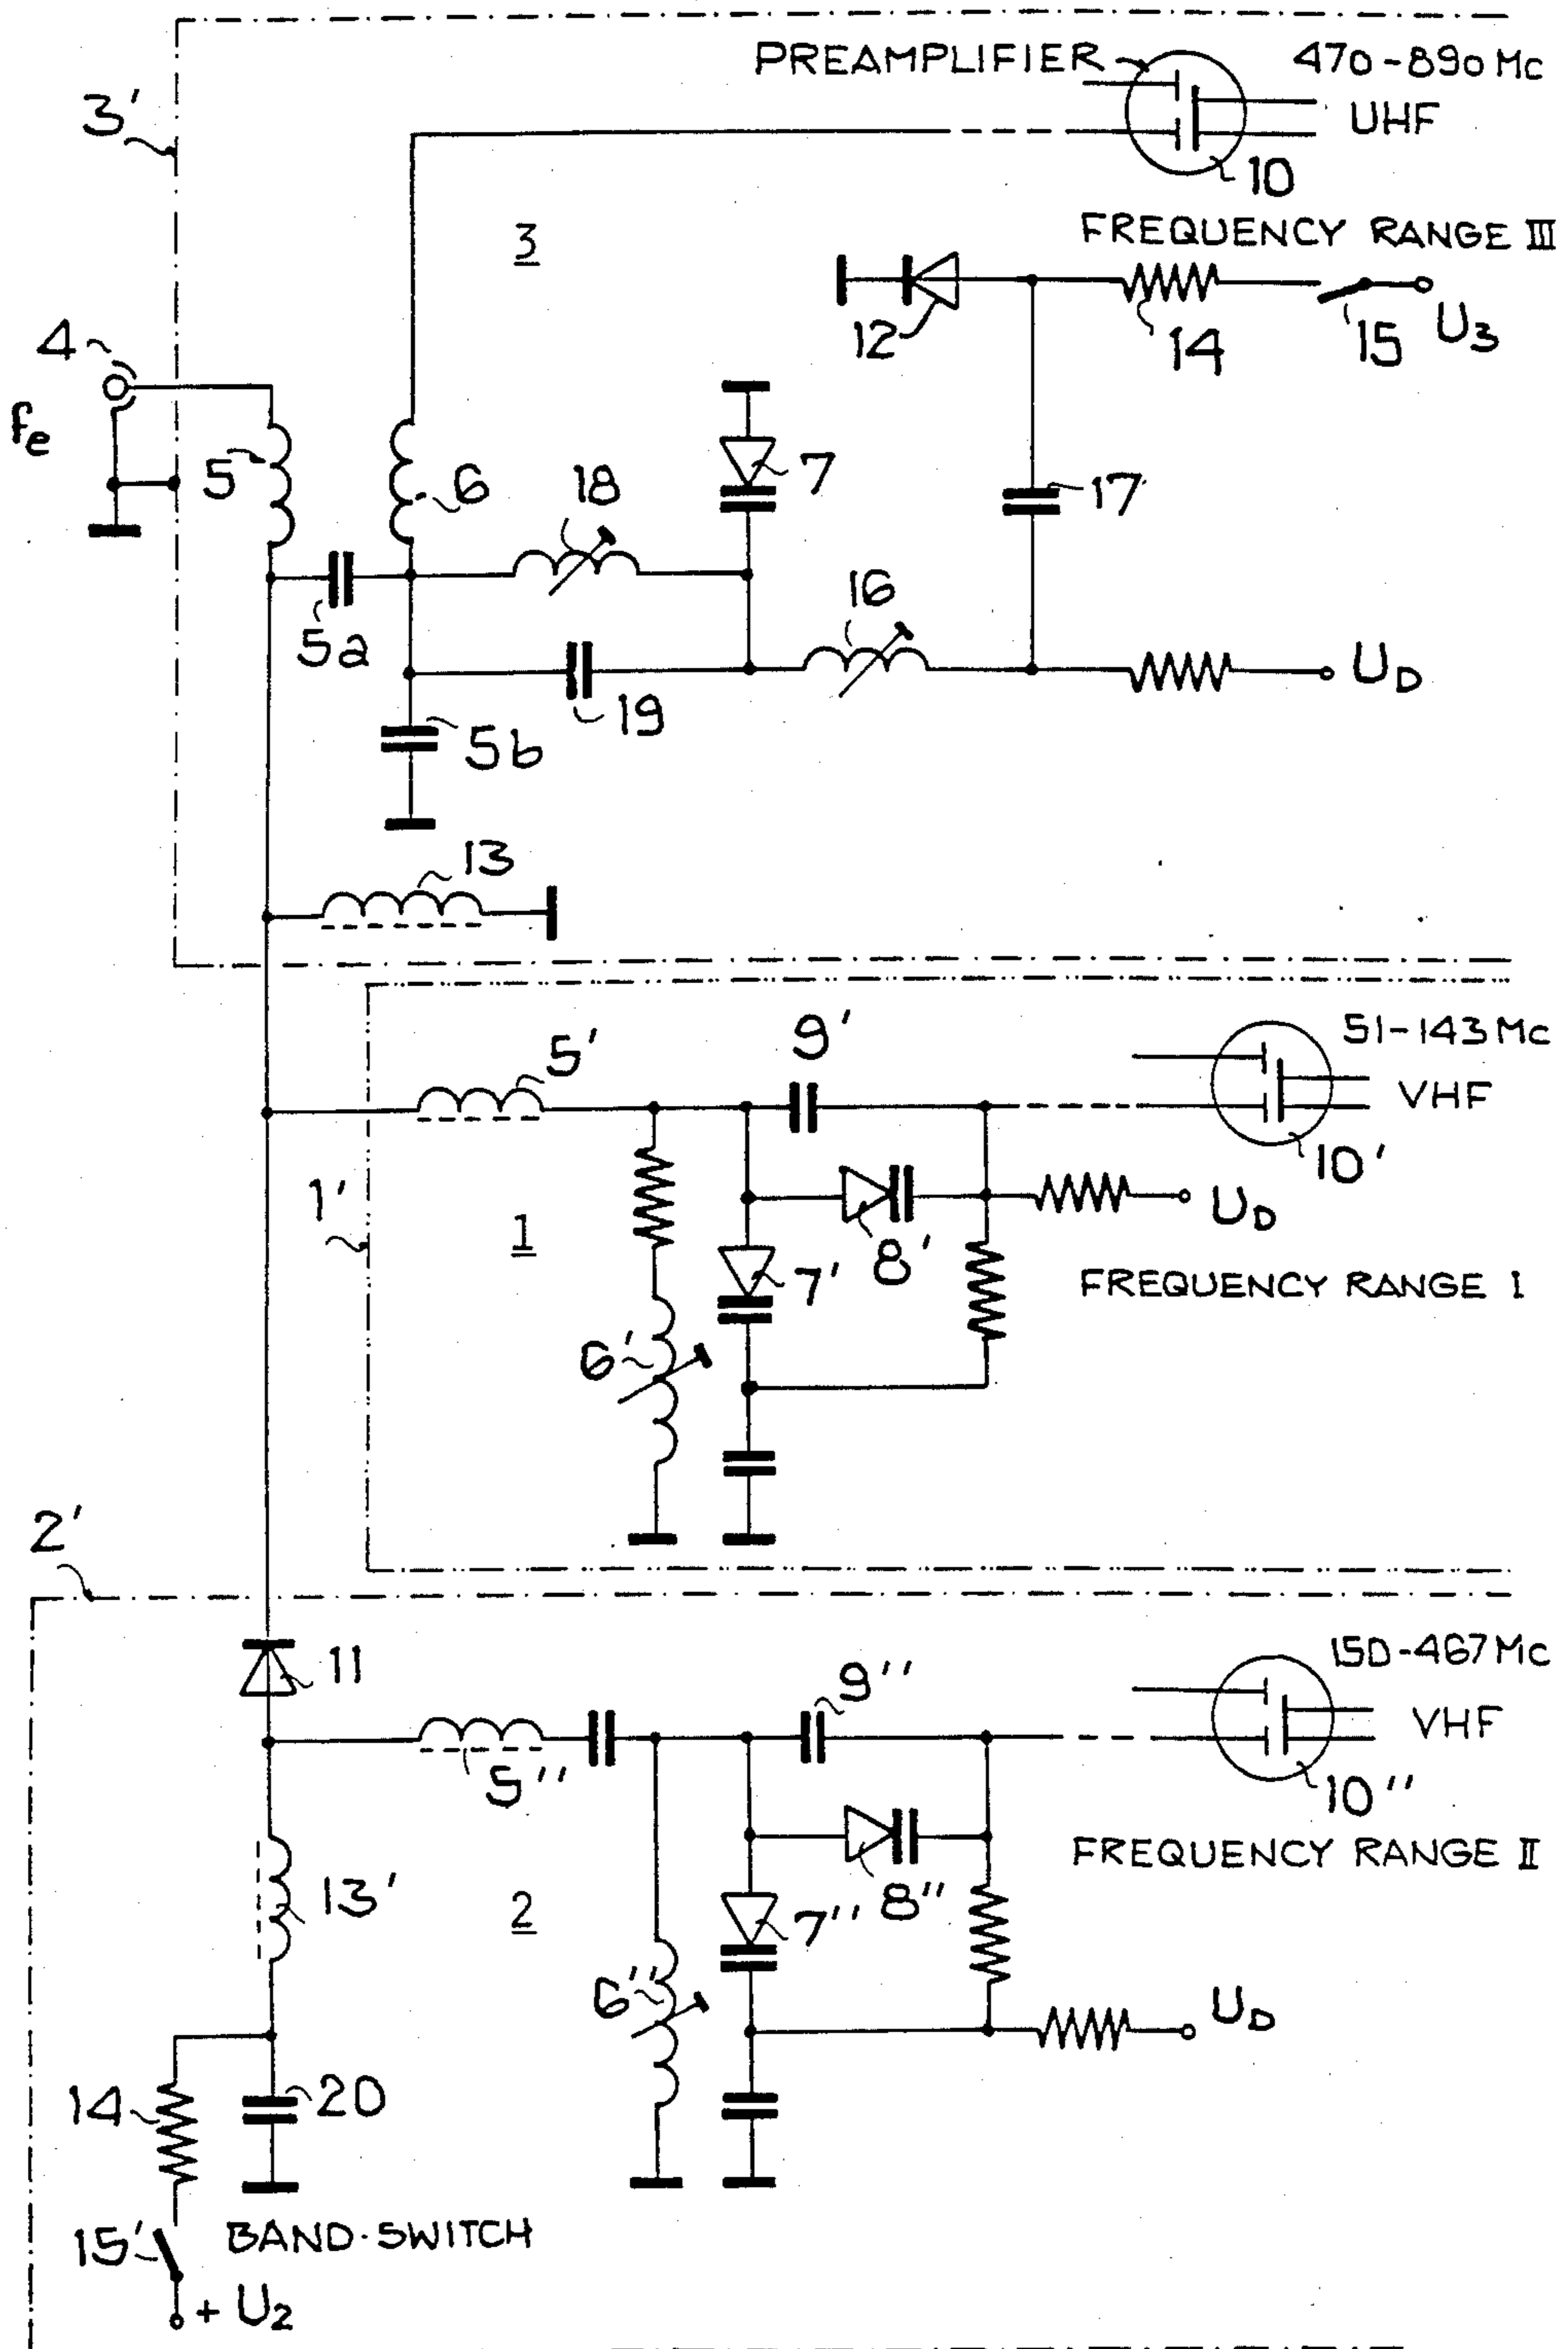 PREAMPLIFIER
470-890 Mc
UHF
3'
10
3
FREQUENCY RANGE III
12
14
15
U3
4
fe
5
6
18
7
17
5a
16
19
UD
5b
13
9'
51-143 Mc
VHF
5'
10'
1'
1
8'
UD
7'
FREQUENCY RANGE I
6'
2'
11
9''
150-467 Mc
VHF
5''
10''
FREQUENCY RANGE II
13'
2
8''
7''
6''
UD
14
20
15'
BAND-SWITCH
+ U2